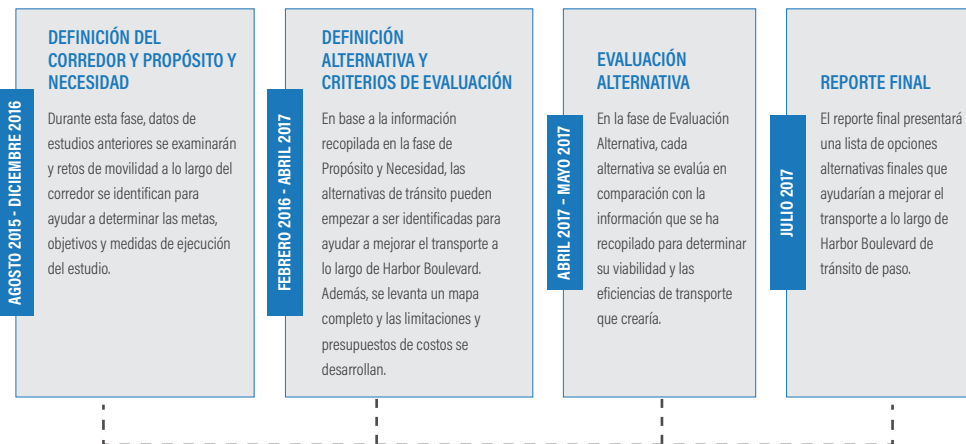 AGOSTO 2015 - DICIEMBRE 2016
DEFINICIÓN DEL
CORREDOR Y PROPÓSITO Y
NECESIDAD
Durante esta fase, datos de
estudios anteriores se examinarán
y retos de movilidad a lo largo del
corredor se identifican para
ayudar a determinar las metas,
objetivos y medidas de ejecución
del estudio.
FEBRERO 2016 - ABRIL 2017
DEFINICIÓN
ALTERNATIVA Y
CRITERIOS DE EVALUACIÓN
En base a la información
recopilada en la fase de
Propósito y Necesidad, las
alternativas de tránsito pueden
empezar a ser identificadas para
ayudar a mejorar el transporte a
lo largo de Harbor Boulevard.
Además, se levanta un mapa
completo y las limitaciones y
presupuestos de costos se
desarrollan.
ABRIL 2017 – MAYO 2017
EVALUACIÓN
ALTERNATIVA
En la fase de Evaluación
Alternativa, cada
alternativa se evalúa en
comparación con la
información que se ha
recopilado para determinar
su viabilidad y las
eficiencias de transporte
que crearía.
JULIO 2017
REPORTE FINAL
El reporte final presentará
una lista de opciones
alternativas finales que
ayudarían a mejorar el
transporte a lo largo de
Harbor Boulevard de
tránsito de paso.